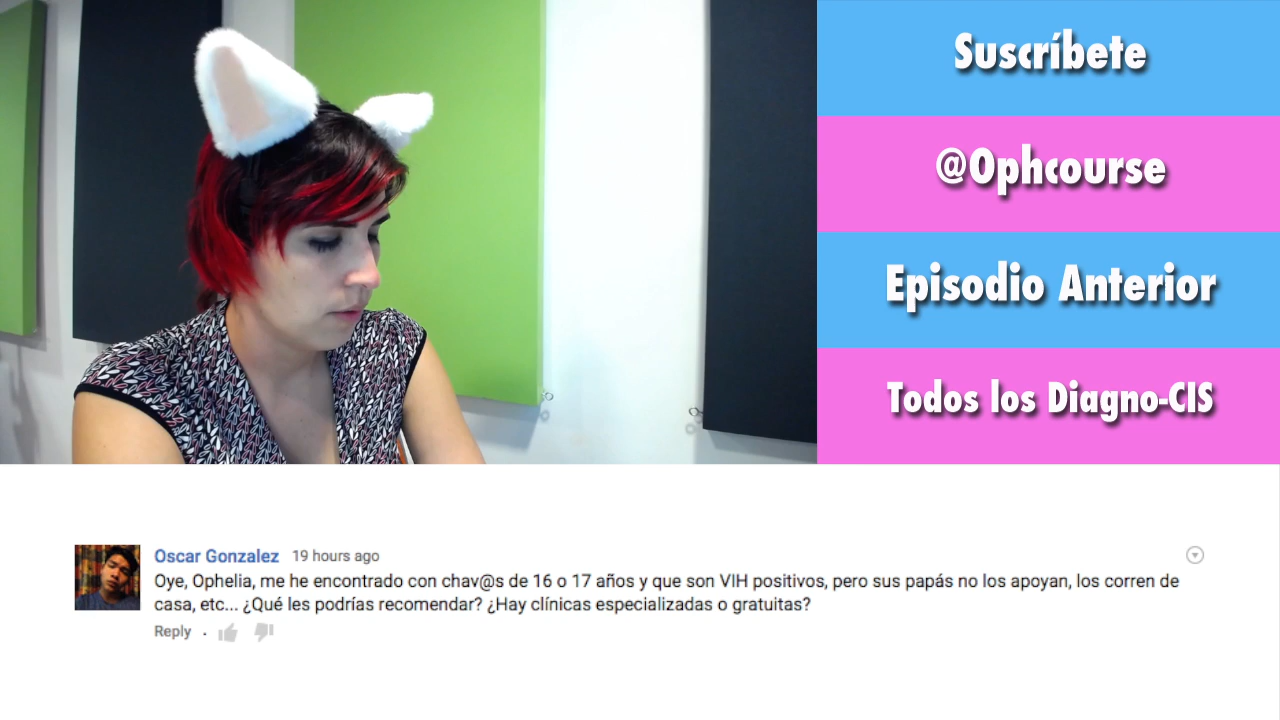 Suscríbete
@Ophcourse
Episodio Anterior
Todos los Diagno-CIS
Oscar Gonzalez 19 hours ago
Oye, Ophelia, me he encontrado con chav@s de 16 o 17 años y que son VIH positivos, pero sus papás no los apoyan, los corren de
casa, etc... ¿Qué les podrías recomendar? ¿Hay clínicas especializadas o gratuitas?
Reply .